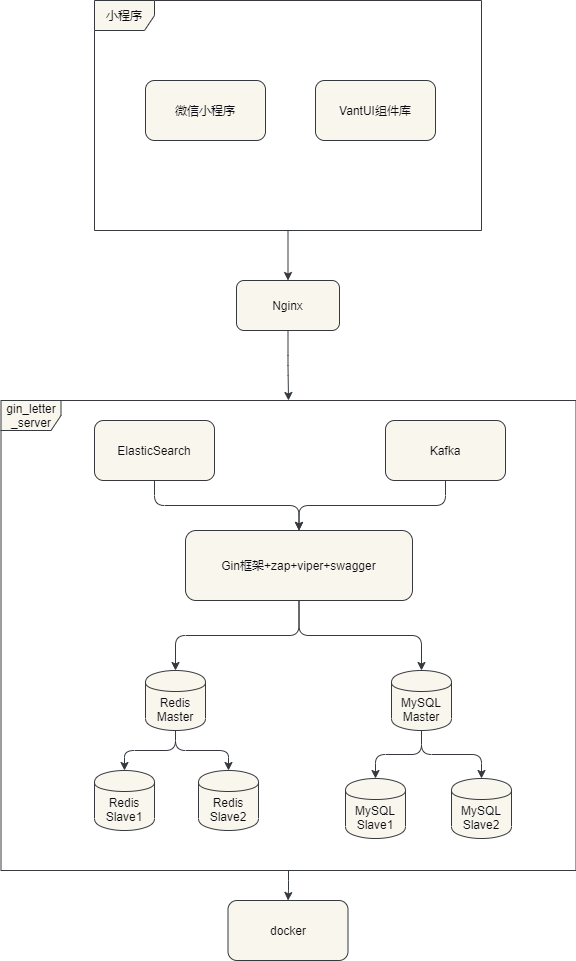 小程序
微信小程序
VantUI组件库
Nginx
gin_letter
_server
ElasticSearch
Kafka
Gin框架+zap+viper+swagger
Redis
Master
MySQL
Master
Redis
Slave1
Redis
Slave2
MySQL
Slave1
MySQL
Slave2
docker